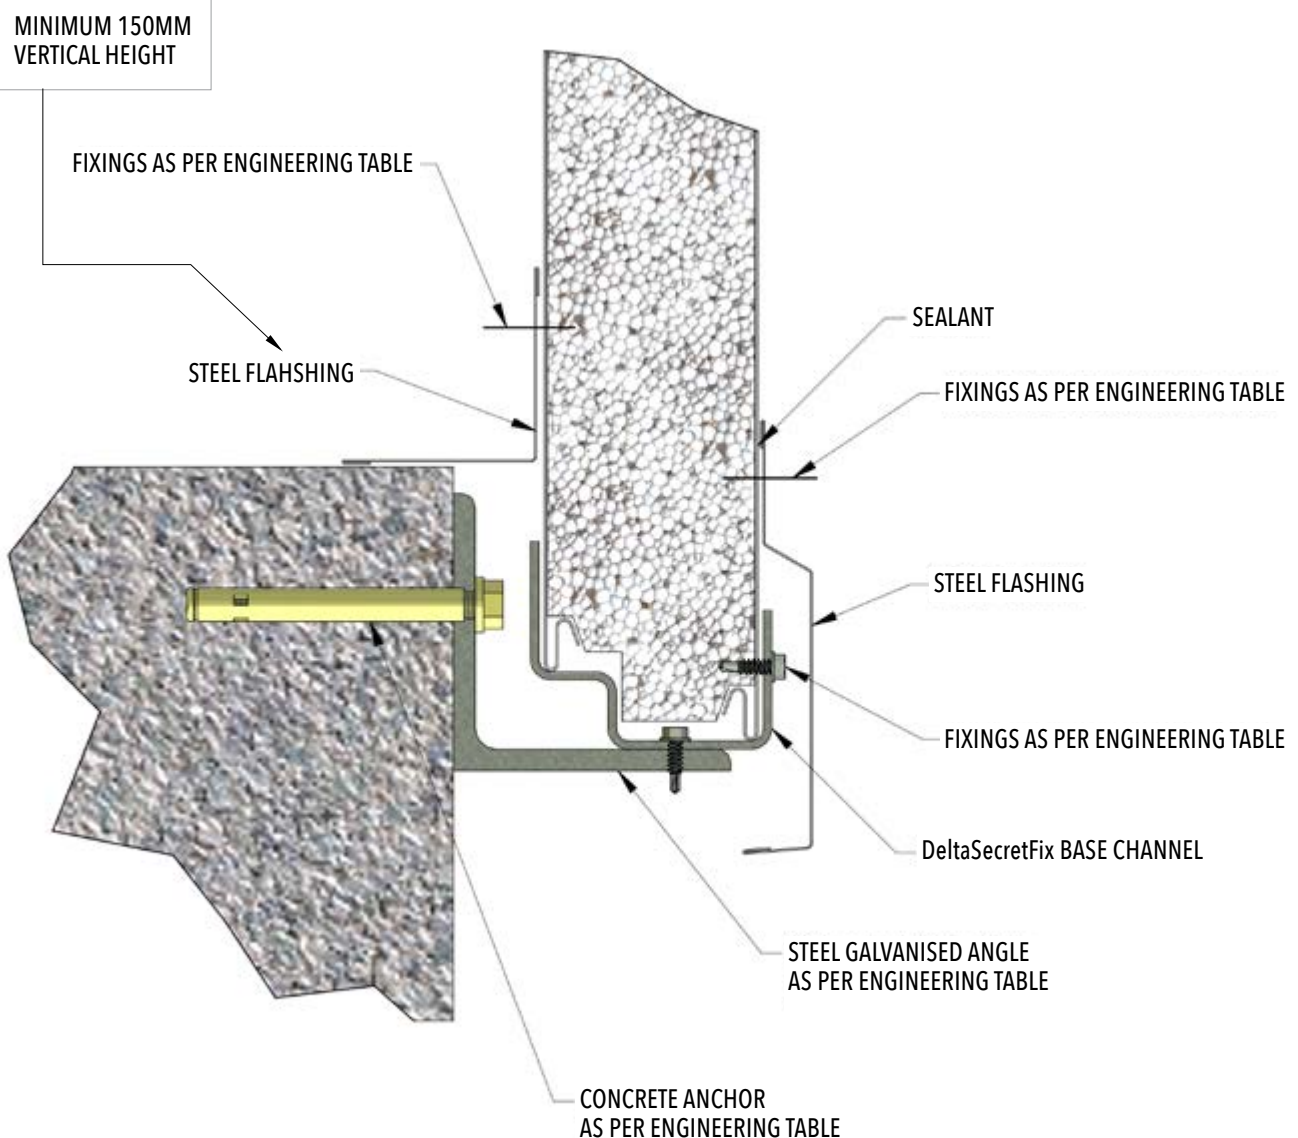 MINIMUM 150MM
VERTICAL HEIGHT
FIXINGS AS PER ENGINEERING TABLE
SEALANT
STEEL FLAHSHING
FIXINGS AS PER ENGINEERING TABLE
STEEL FLASHING
FIXINGS AS PER ENGINEERING TABLE
DeltaSecretFix BASE CHANNEL
STEEL GALVANISED ANGLE
AS PER ENGINEERING TABLE
CONCRETE ANCHOR
AS PER ENGINEERING TABLE